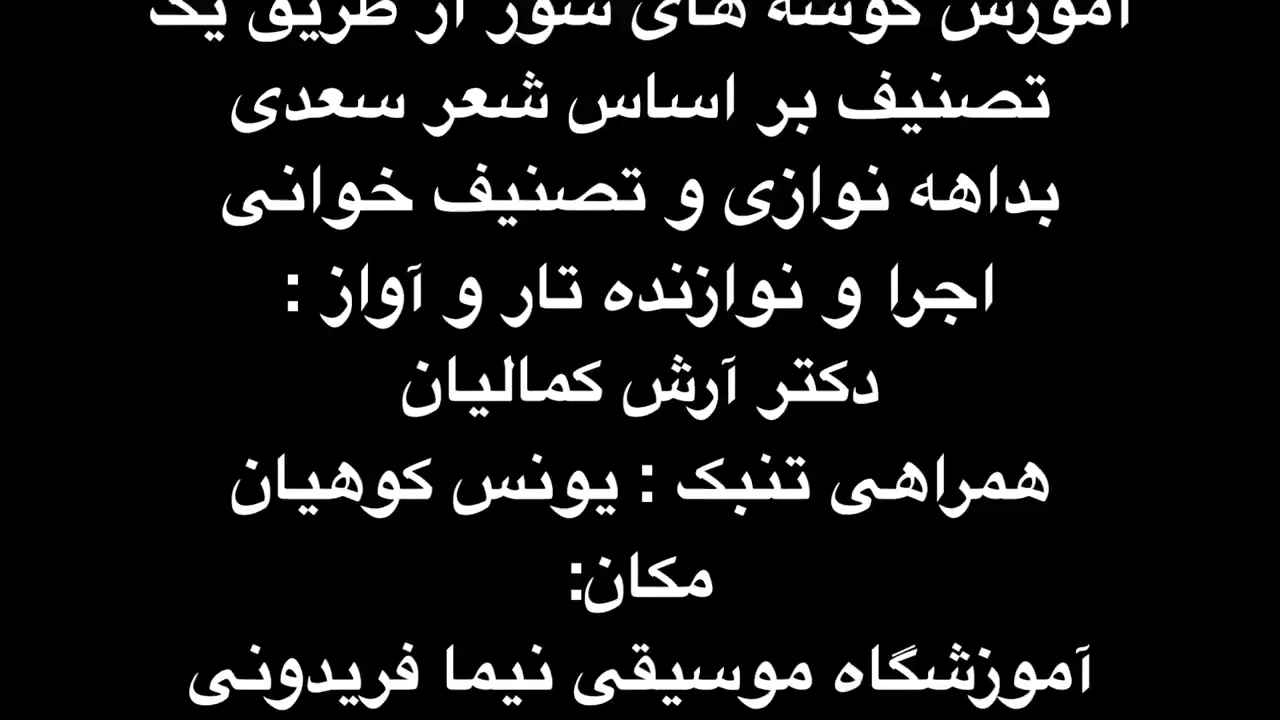 آموزش گوشه های شور از طریق یک
تصنیف بر اساس شعر سعدی
بداهه نوازی و تصنیف خوانی
اجرا و نوازنده تار و آواز :
دکتر آرش کمالیان
همراهی تنبک : یونس کوهیان
مکان:
آموزشگاه موسیقی نیما فریدونی